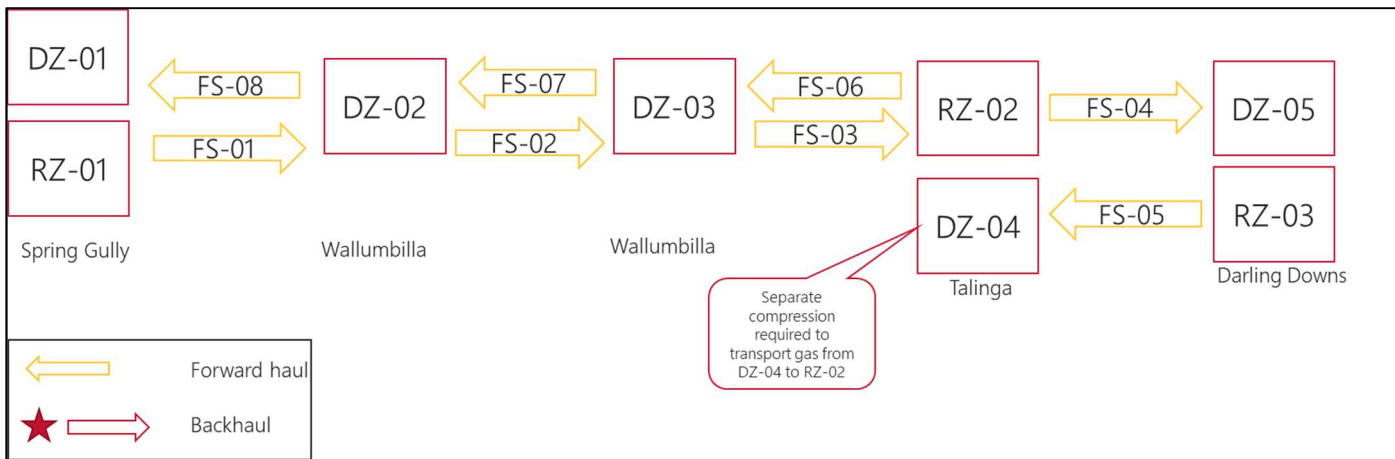 DZ-01
FS-08
DZ-02
FS-07
DZ-03
FS-06
RZ-02
FS-04
DZ-05
RZ-01
FS-01
FS-02
FS-03
DZ-04
FS-05
RZ-03
Spring Gully
Wallumbilla
Wallumbilla
Talinga
Darling Downs
Separate
compression
required to
transport gas from
DZ-04 to RZ-02
Forward haul
Backhaul